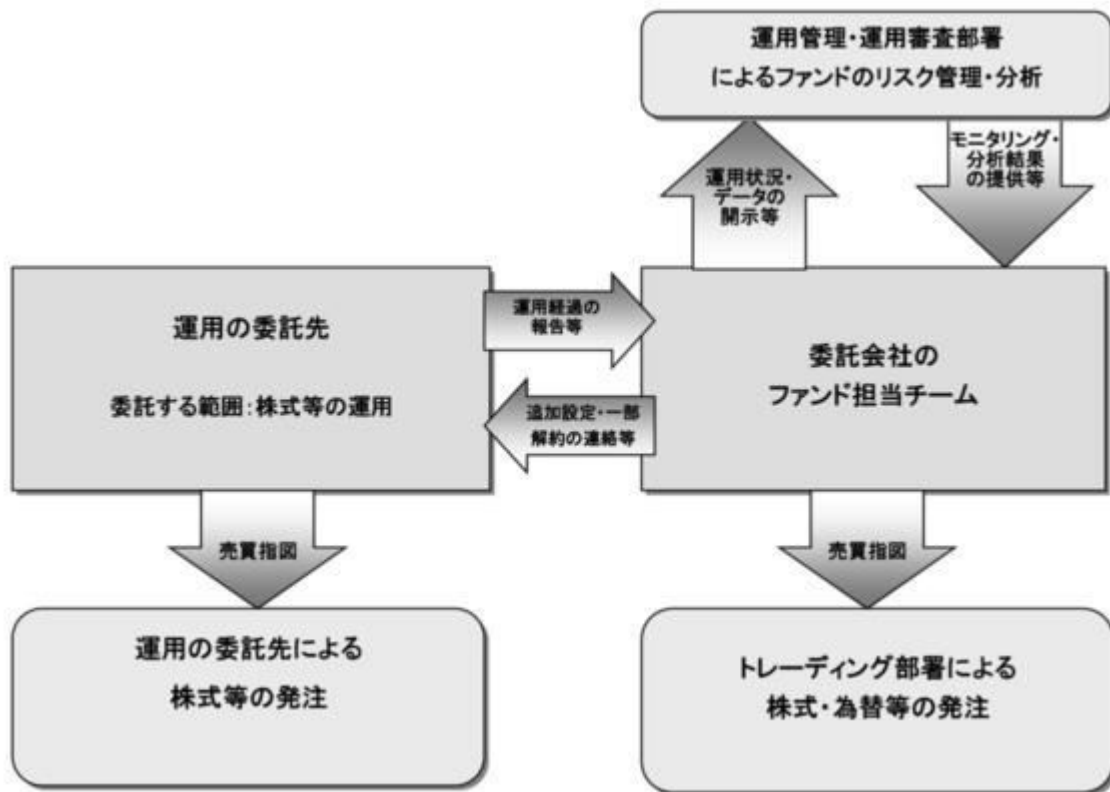 運用管理・運用審査部署
によるファンドのリスク管理・分析
運用状況・
データの
開示等
モニタリング・
分析結果
の提供等
運用の委託先
委託する範囲:株式等の運用
運用経過の
報告等
追加設定・一部
解約の連絡等
委託会社の
ファンド担当チーム
売買指図
売買指図
運用の委託先による
株式等の発注
トレーディング部署による
株式・為替等の発注